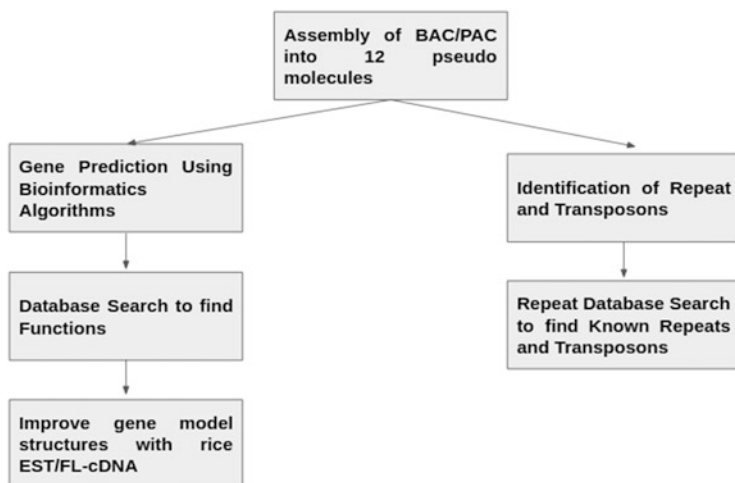 Assembly of BAC/PAC
into 12 pseudo
molecules
Gene Prediction Using
Bioinformatics
Algorithms
Identification of Repeat
and Transposons
Database Search to find
Functions
Repeat Database Search
to find Known Repeats
and Transposons
Improve gene model
structures with rice
EST/FL-cDNA